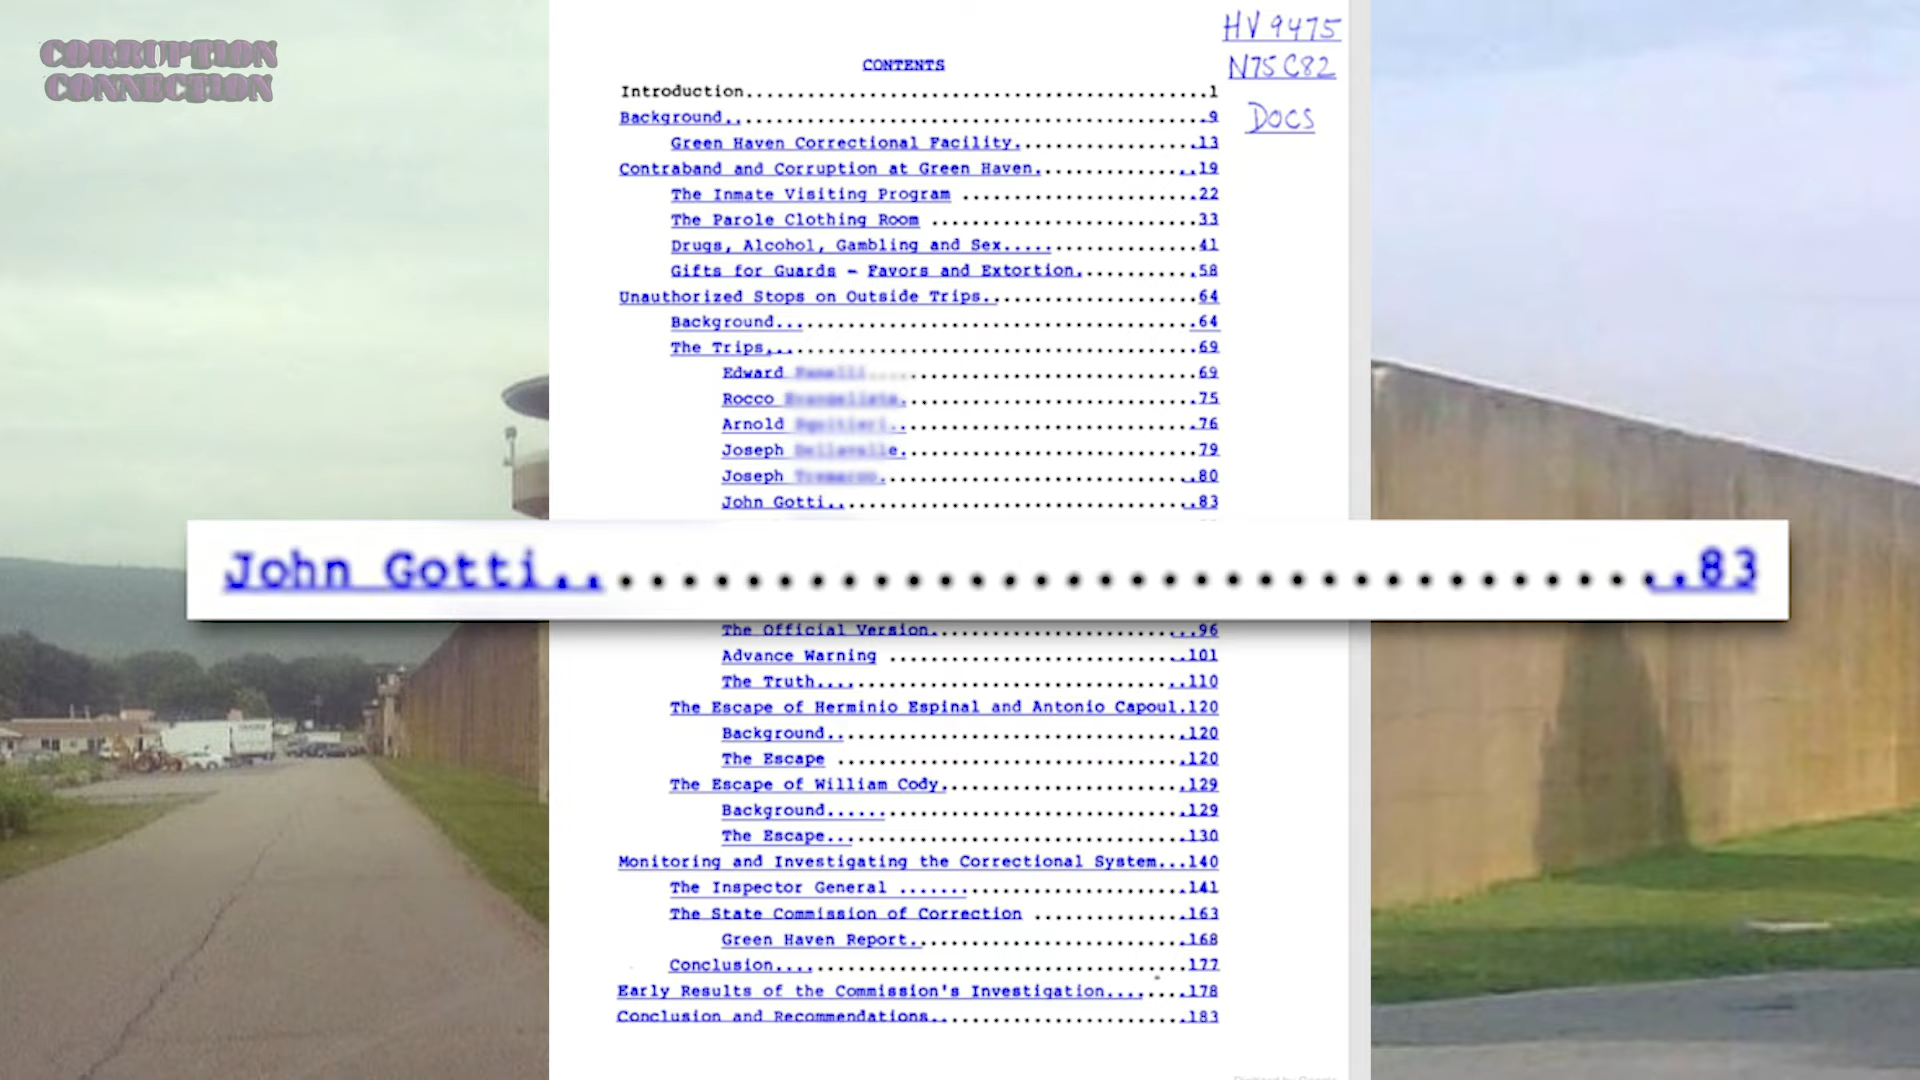 CORRUPTION
CONNECTION
HV 9475
N75 C82
DOCS
CONTENTS
Introduction.............................................1
Background...............................................9
Green Haven Correctional Facility...................13
Contraband and Corruption at Green Haven................19
The Inmate Visiting Program ........................22
The Parole Clothing Room ...........................33
Drugs, Alcohol, Gambling and Sex....................41
Gifts for Guards - Favors and Extortion............58
Unauthorized Stops on Outside Trips.....................64
Background..........................................64
The Trips...........................................69
Edward ..............................69
Rocco ..............................75
Arnold ..............................76
Joseph ..............................79
Joseph ..............................80
John Gotti.....................................83
John Gotti.....................................83
The Official Version...........................96
Advance Warning ..............................101
The Truth.....................................110
The Escape of Herminio Espinal and Antonio Capoul.120
Background....................................120
The Escape ...................................120
The Escape of William Cody.........................129
Background....................................129
The Escape....................................130
Monitoring and Investigating the Correctional System...140
The Inspector General .............................141
The State Commission of Correction ................163
Green Haven Report............................168
Conclusion.........................................177
Early Results of the Commission's Investigation........178
Conclusion and Recommendations.........................183